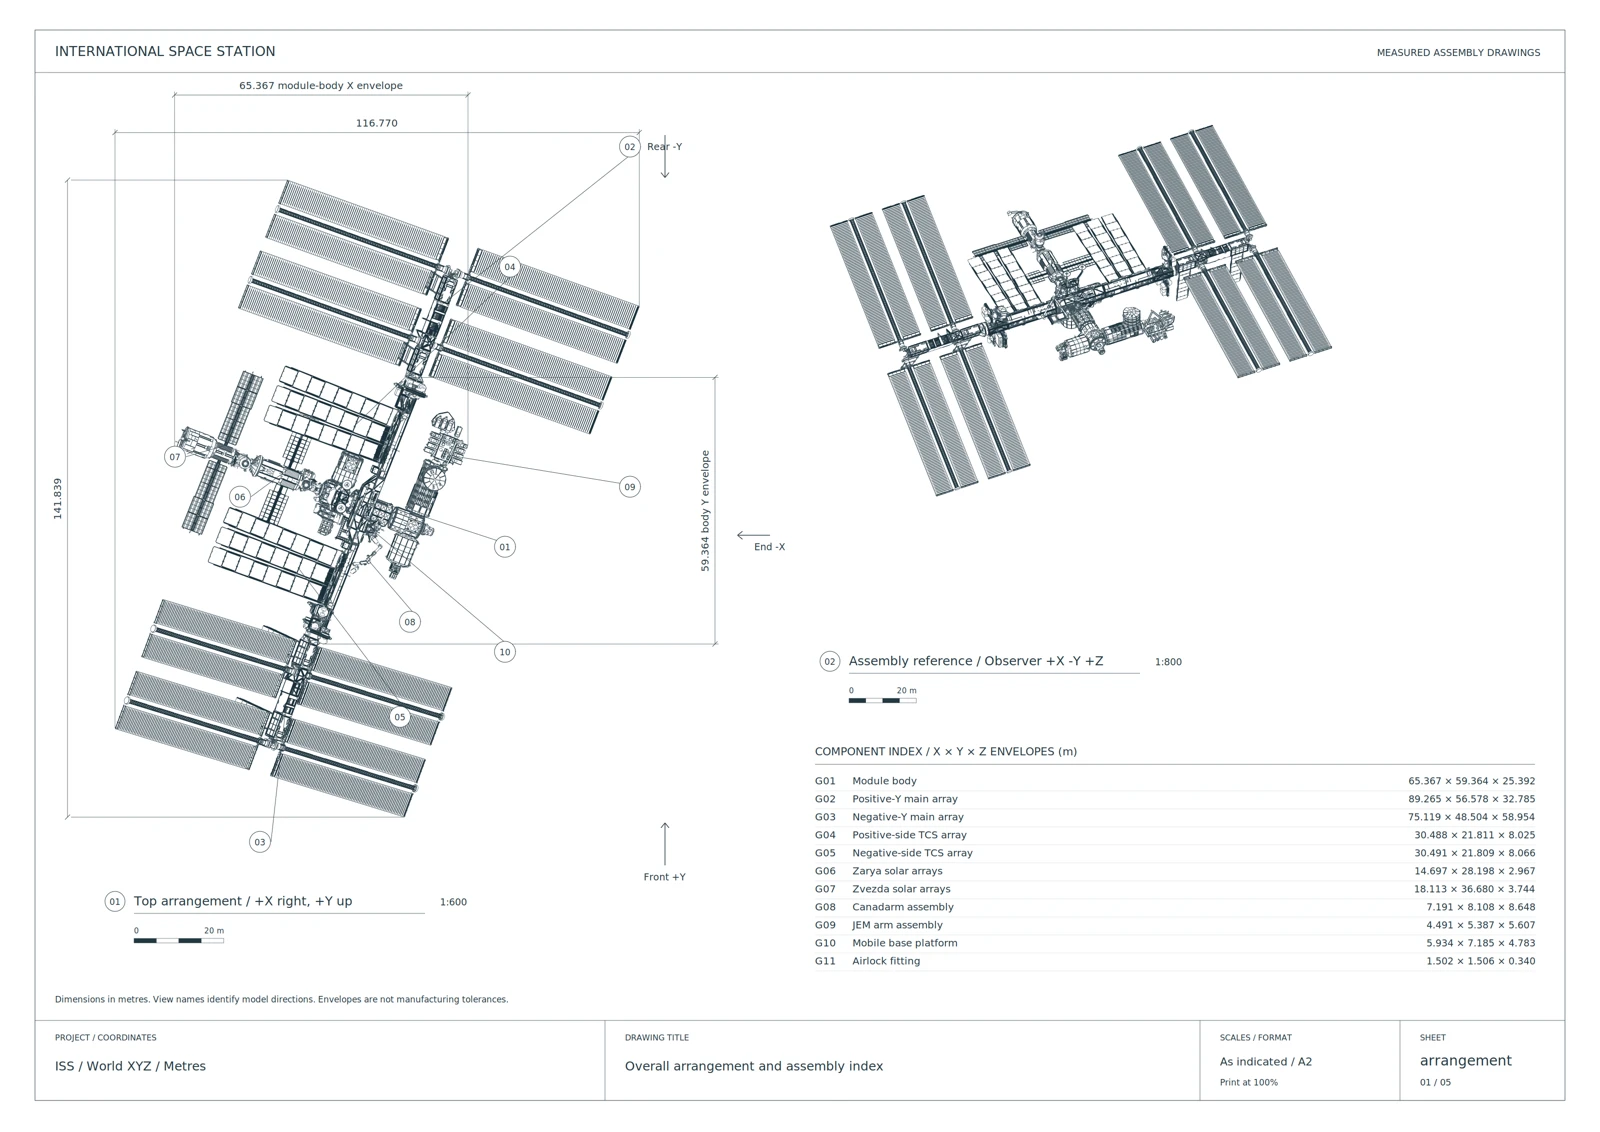 INTERNATIONAL SPACE STATION
MEASURED ASSEMBLY DRAWINGS
65.367 module-body X envelope
116.770
02
Rear -Y
04
141.839
07
06
09
59.364 body Y envelope
01
End -X
08
10
05
03
Front +Y
01 Top arrangement / +X right, +Y up 1:600
0 20 m
02 Assembly reference / Observer +X -Y +Z 1:800
0 20 m
COMPONENT INDEX / X × Y × Z ENVELOPES (m)
G01 Module body 65.367 × 59.364 × 25.392
G02 Positive-Y main array 89.265 × 56.578 × 32.785
G03 Negative-Y main array 75.119 × 48.504 × 58.954
G04 Positive-side TCS array 30.488 × 21.811 × 8.025
G05 Negative-side TCS array 30.491 × 21.809 × 8.066
G06 Zarya solar arrays 14.697 × 28.198 × 2.967
G07 Zvezda solar arrays 18.113 × 36.680 × 3.744
G08 Canadarm assembly 7.191 × 8.108 × 8.648
G09 JEM arm assembly 4.491 × 5.387 × 5.607
G10 Mobile base platform 5.934 × 7.185 × 4.783
G11 Airlock fitting 1.502 × 1.506 × 0.340
Dimensions in metres. View names identify model directions. Envelopes are not manufacturing tolerances.
PROJECT / COORDINATES
ISS / World XYZ / Metres
DRAWING TITLE
Overall arrangement and assembly index
SCALES / FORMAT
As indicated / A2
Print at 100%
SHEET
arrangement
01 / 05